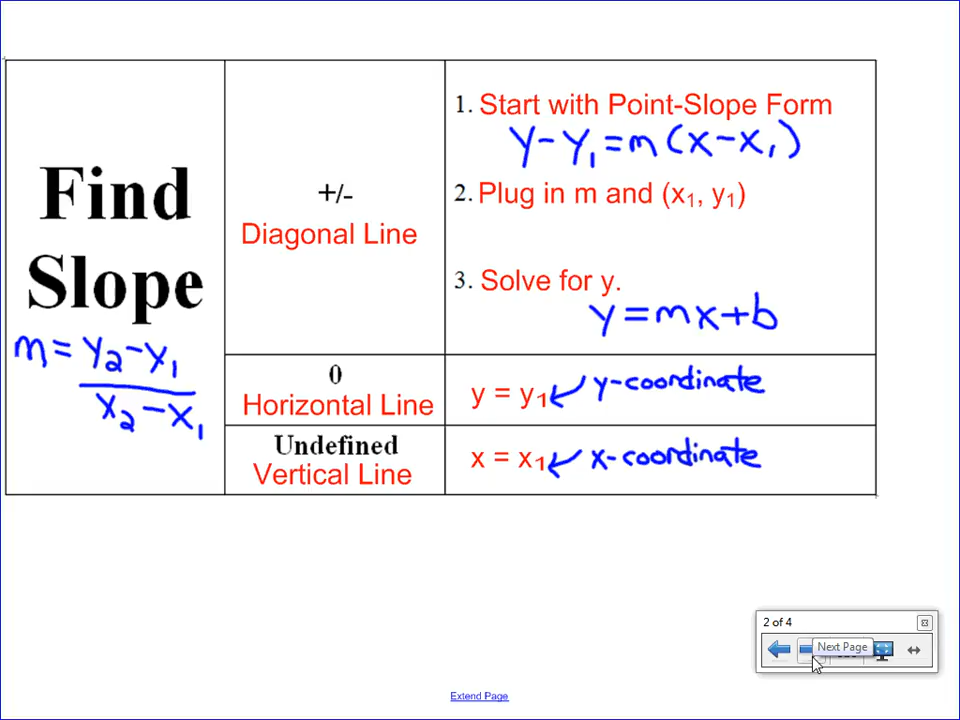 Find
Slope
m = y2 - y1
x2 - x1
+/-
Diagonal Line
1. Start with Point-Slope Form
y - y1 = m(x - x1)
2. Plug in m and (x1, y1)
3. Solve for y.
y = mx + b
0
Horizontal Line
y = y1 ↙ y-coordinate
Undefined
Vertical Line
x = x1 ↙ x-coordinate
2 of 4
Next Page
Extend Page